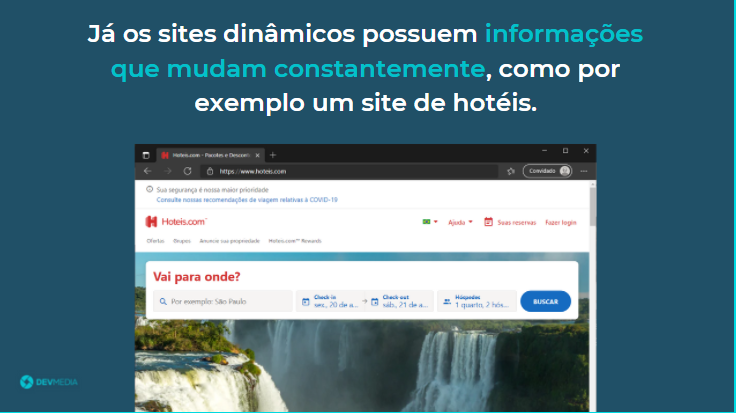 Já os sites dinâmicos possuem informações
que mudam constantemente, como por
exemplo um site de hotéis.
Hoteis.com - Pacotes e Descont
Convidado
https://www.hoteis.com
Sua segurança é nossa maior prioridade
Consulte nossas recomendações de viagem relativas à COVID-19
Hoteis.com
Ajuda
Suas reservas
Fazer login
Ofertas Grupos Anuncie sua propriedade Hoteis.com™ Rewards
Vai para onde?
Por exemplo: São Paulo
Check in
sex., 20 de a...
Check out
sáb., 21 de a...
Hóspedes
1 quarto, 2 hós...
BUSCAR
DEVMEDIA